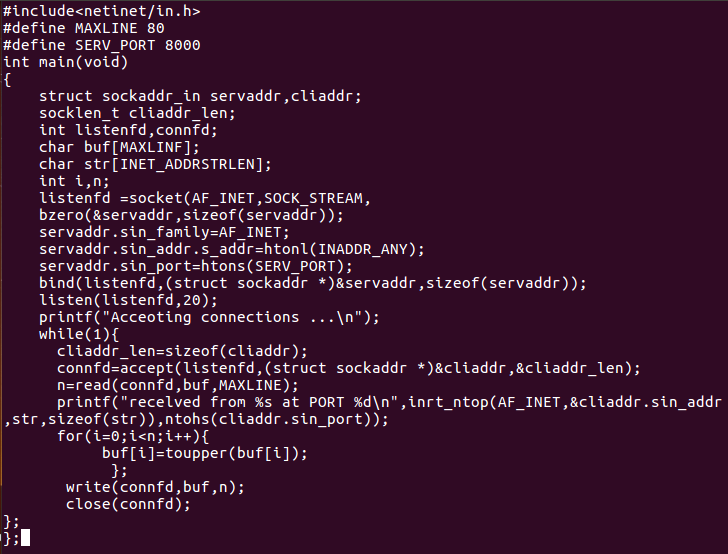 #include<netinet/in.h>
#define MAXLINE 80
#define SERV_PORT 8000
int main(void)
{
    struct sockaddr_in servaddr,cliaddr;
    socklen_t cliaddr_len;
    int listenfd,connfd;
    char buf[MAXLINF];
    char str[INET_ADDRSTRLEN];
    int i,n;
    listenfd =socket(AF_INET,SOCK_STREAM,
    bzero(&servaddr,sizeof(servaddr));
    servaddr.sin_family=AF_INET;
    servaddr.sin_addr.s_addr=htonl(INADDR_ANY);
    servaddr.sin_port=htons(SERV_PORT);
    bind(listenfd,(struct sockaddr *)&servaddr,sizeof(servaddr));
    listen(listenfd,20);
    printf("Acceoting connections ...\n");
    while(1){
      cliaddr_len=sizeof(cliaddr);
      connfd=accept(listenfd,(struct sockaddr *)&cliaddr,&cliaddr_len);
      n=read(connfd,buf,MAXLINE);
      printf("recelved from %s at PORT %d\n",inrt_ntop(AF_INET,&cliaddr.sin_addr
,str,sizeof(str)),ntohs(cliaddr.sin_port));
      for(i=0;i<n;i++){
           buf[i]=toupper(buf[i]);
            };
       write(connfd,buf,n);
       close(connfd);
};
};